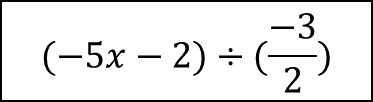 (−5x − 2) ÷ (−3/2)